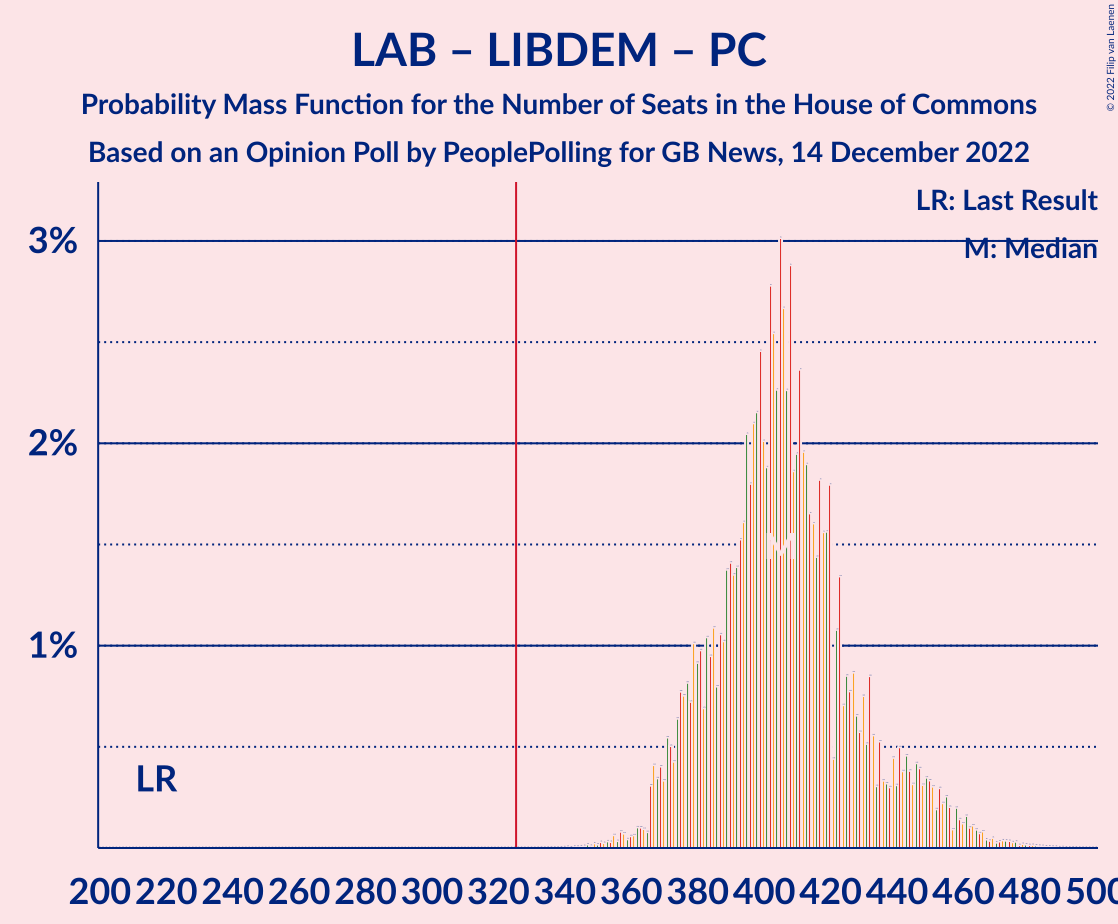 LAB – LIBDEM – PC
Probability Mass Function for the Number of Seats in the House of Commons
Based on an Opinion Poll by PeoplePolling for GB News, 14 December 2022
© 2022 Filip van Laenen
LR: Last Result
M: Median
3%
2%
1%
LR
M
200 220 240 260 280 300 320 340 360 380 400 420 440 460 480 500